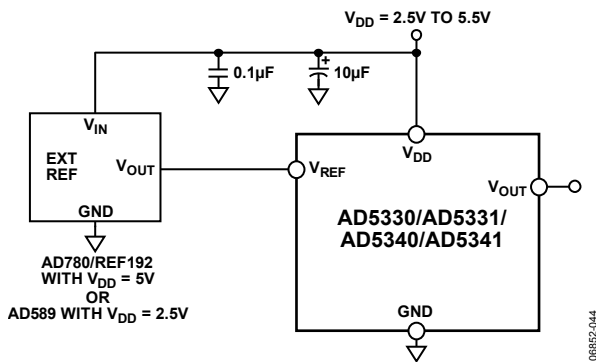 V_DD = 2.5V TO 5.5V
0.1µF
+
10µF
V_IN
EXT
REF
V_OUT
GND
V_REF
V_DD
V_OUT
AD5330/AD5331/
AD5340/AD5341
GND
AD780/REF192
WITH V_DD = 5V
OR
AD589 WITH V_DD = 2.5V
06852-044